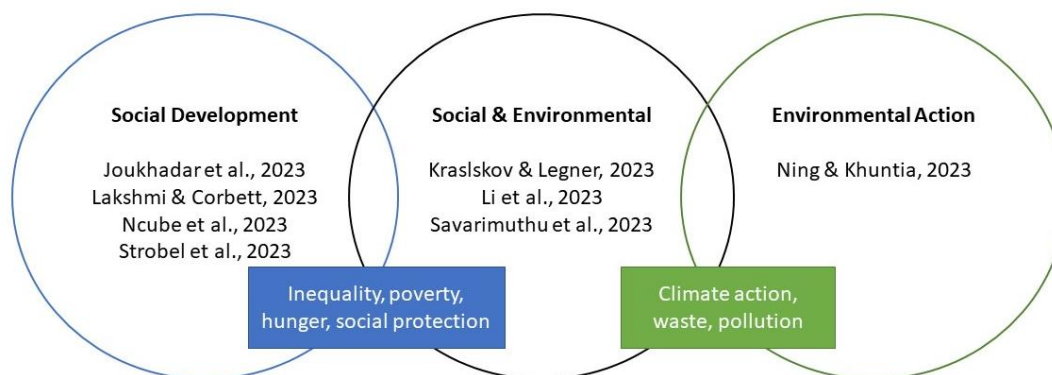 Social Development
Joukhadar et al., 2023
Lakshmi & Corbett, 2023
Ncube et al., 2023
Strobel et al., 2023
Social & Environmental
Kraslskov & Legner, 2023
Li et al., 2023
Savarimuthu et al., 2023
Environmental Action
Ning & Khuntia, 2023
Inequality, poverty,
hunger, social protection
Climate action,
waste, pollution